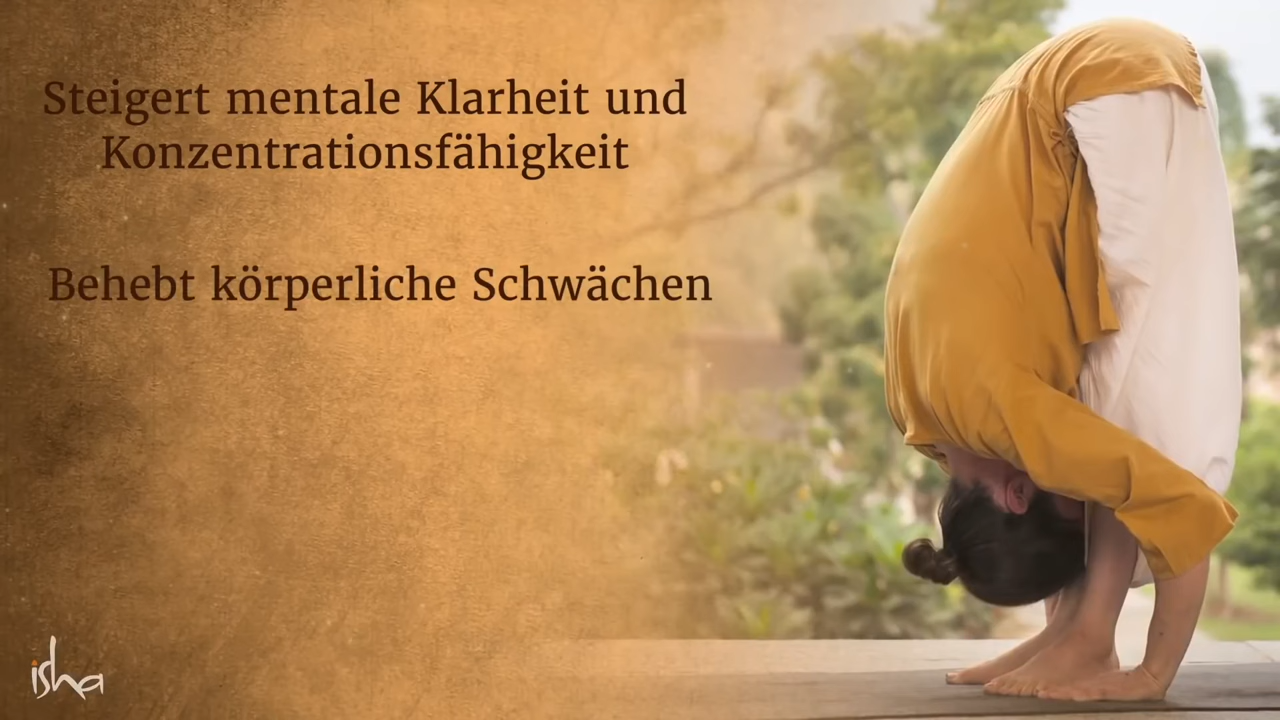 Steigert mentale Klarheit und
Konzentrationsfähigkeit
Behebt körperliche Schwächen
isha